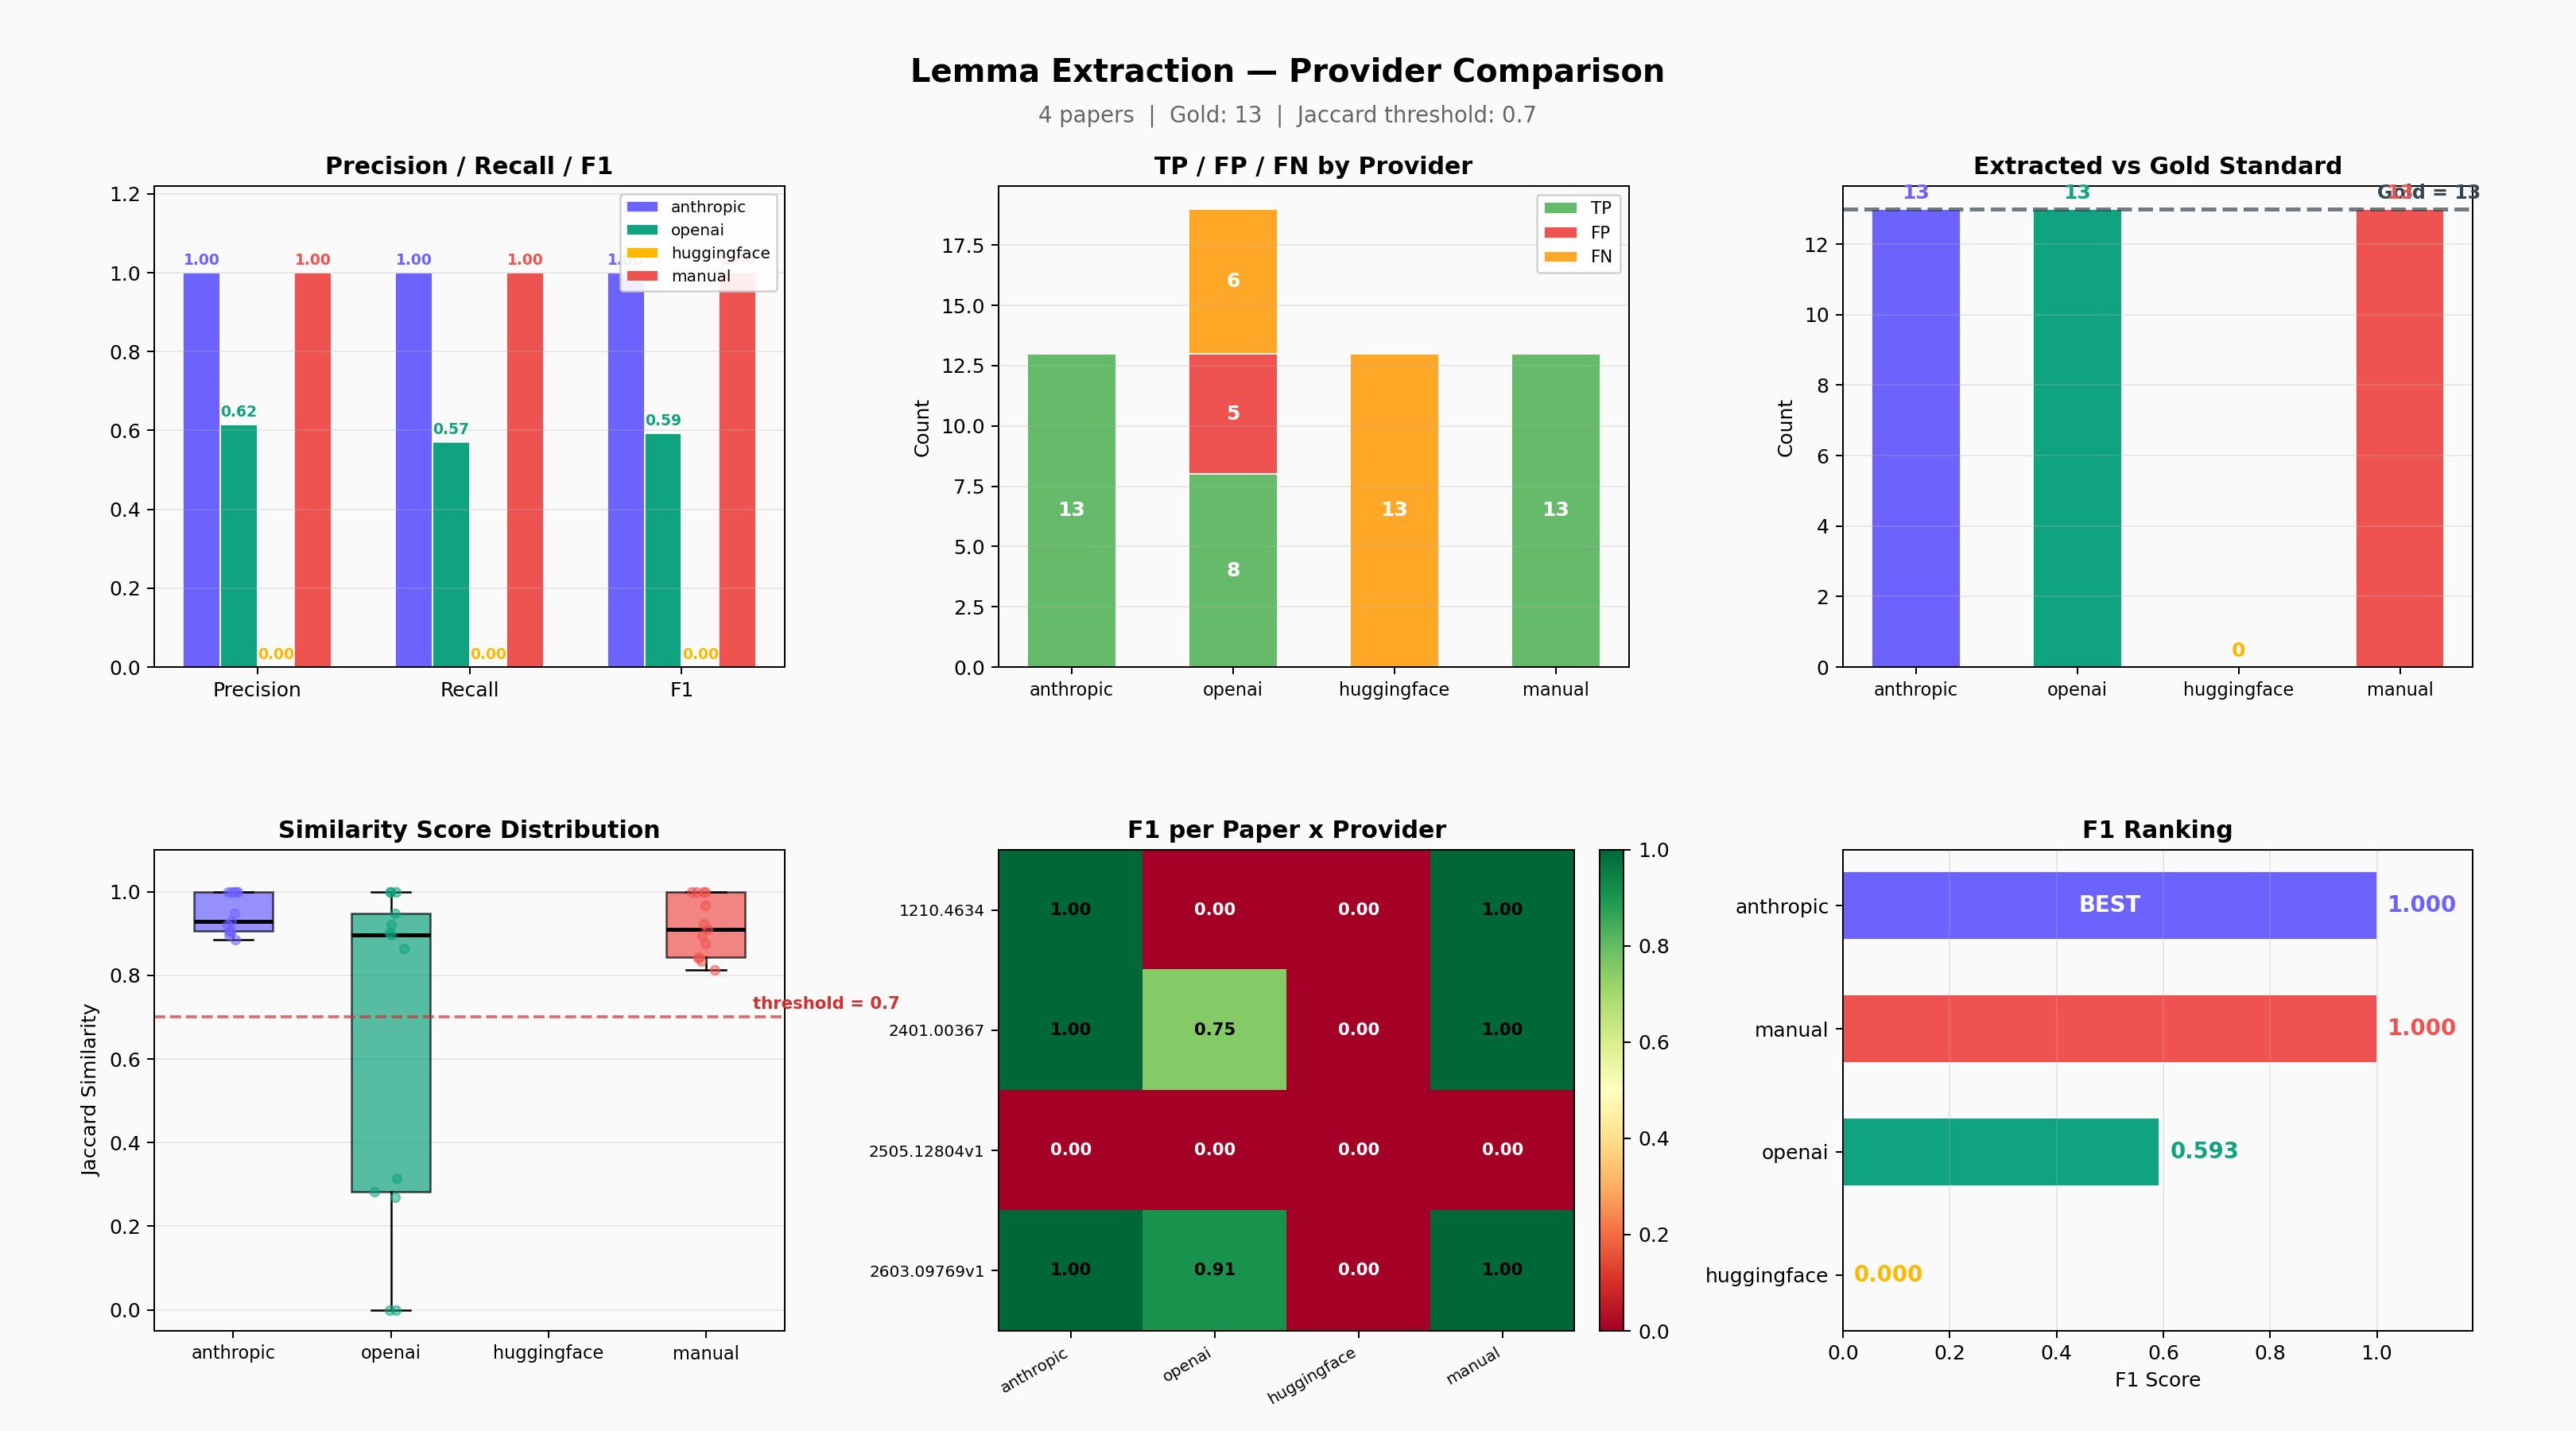 Lemma Extraction — Provider Comparison
4 papers | Gold: 13 | Jaccard threshold: 0.7
Precision / Recall / F1
1.2
1.0
0.8
0.6
0.4
0.2
0.0
1.00
0.62
0.00
1.00
1.00
0.57
0.00
1.00
0.59
0.00
anthropic
openai
huggingface
manual
Precision
Recall
F1
TP / FP / FN by Provider
Count
17.5
15.0
12.5
10.0
7.5
5.0
2.5
0.0
TP
FP
FN
13
6
5
8
13
13
anthropic
openai
huggingface
manual
Extracted vs Gold Standard
Count
12
10
8
6
4
2
0
13
13
0
13
Gold = 13
anthropic
openai
huggingface
manual
Similarity Score Distribution
Jaccard Similarity
1.0
0.8
0.6
0.4
0.2
0.0
threshold = 0.7
anthropic
openai
huggingface
manual
F1 per Paper x Provider
1210.4634
1.00 0.00 0.00 1.00
2401.00367
1.00 0.75 0.00 1.00
2505.12804v1
0.00 0.00 0.00 0.00
2603.09769v1
1.00 0.91 0.00 1.00
anthropic
openai
huggingface
manual
1.0
0.8
0.6
0.4
0.2
0.0
F1 Ranking
anthropic
BEST
1.000
manual
1.000
openai
0.593
huggingface
0.000
0.0
0.2
0.4
0.6
0.8
1.0
F1 Score